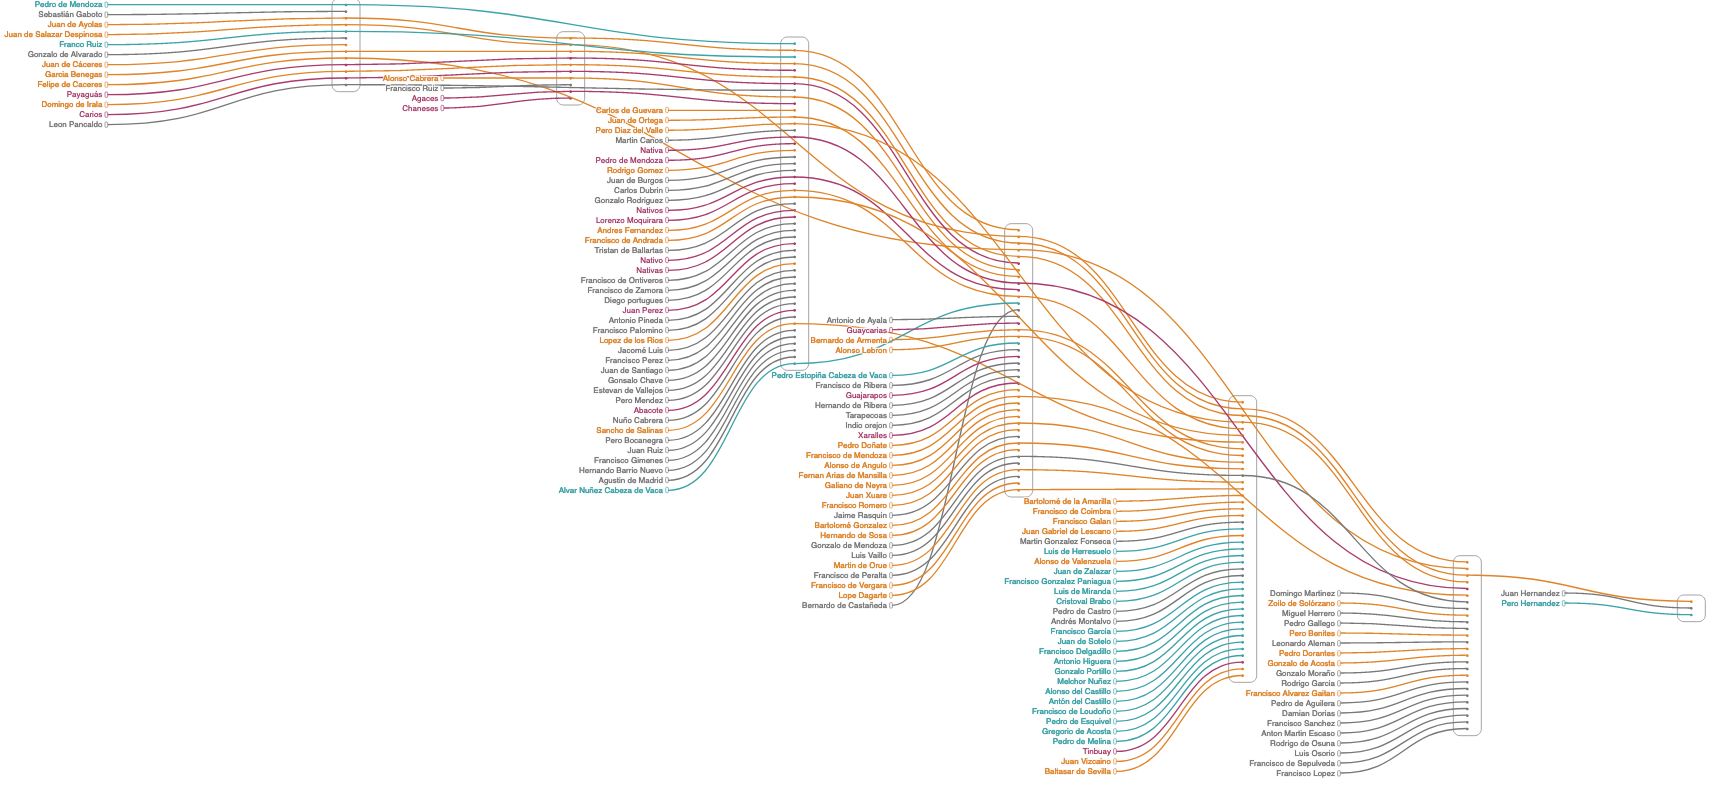 Pedro de Mendoza
Sebastián Gaboto
Juan de Ayolas
Juan de Salazar Despinosa
Franco Ruiz
Gonzalo de Alvarado
Juan de Cáceres
Garcia Benegas
Felipe de Caceres
Payaguás
Domingo de Irala
Carios
Leon Pancaldo
Alonso Cabrera
Francisco Ruiz
Agaces
Chaneses
Carlos de Guevara
Juan de Ortega
Pero Diaz del Valle
Martin Caños
Nativa
Pedro de Mendoza
Rodrigo Gomez
Juan de Burgos
Carlos Dubrin
Gonzalo Rodriguez
Nativos
Lorenzo Moquirara
Andres Fernandez
Francisco de Andrada
Tristan de Ballartas
Nativo
Nativas
Francisco de Ontiveros
Francisco de Zamora
Diego portugues
Juan Perez
Antonio Pineda
Francisco Palomino
Lopez de los Ríos
Jacomé Luis
Francisco Perez
Juan de Santiago
Gonsalo Chave
Estevan de Vallejos
Pero Mendez
Abacote
Nuño Cabrera
Sancho de Salinas
Pero Bocanegra
Juan Ruiz
Francisco Gimenes
Hernando Barrio Nuevo
Agustin de Madrid
Alvar Nuñez Cabeza de Vaca
Antonio de Ayala
Guaycarias
Bernardo de Armenta
Alonso Lebron
Pedro Estopiña Cabeza de Vaca
Francisco de Ribera
Guajarapos
Hernando de Ribera
Tarapecoas
Indio orejon
Xaralles
Pedro Doñate
Francisco de Mendoza
Alonso de Angulo
Fernan Arias de Mansilla
Galiano de Neyra
Juan Xuare
Francisco Romero
Jaime Rasquin
Bartolomé Gonzalez
Hernando de Sosa
Gonzalo de Mendoza
Luis Vaillo
Martin de Orue
Francisco de Peralta
Francisco de Vergara
Lope Dagarte
Bernardo de Castañeda
Bartolomé de la Amarilla
Francisco de Coimbra
Francisco Galan
Juan Gabriel de Lescano
Martin Gonzalez Fonseca
Luis de Herresuelo
Alonso de Valenzuela
Juan de Zalazar
Francisco Gonzalez Paniagua
Luis de Miranda
Cristoval Brabo
Pedro de Castro
Andrés Montalvo
Francisco Garcia
Juan de Sotelo
Francisco Delgadillo
Antonio Higuera
Gonzalo Portillo
Melchor Nuñez
Alonso del Castillo
Antón del Castillo
Francisco de Loudoño
Pedro de Esquivel
Gregorio de Acosta
Pedro de Melina
Tinbuay
Juan Vizcaino
Baltasar de Sevilla
Domingo Martinez
Zoilo de Solórzano
Miguel Herrero
Pedro Gallego
Pero Benites
Leonardo Aleman
Pedro Dorantes
Gonzalo de Acosta
Gonzalo Moraño
Rodrigo Garcia
Francisco Alvarez Gaitan
Pedro de Aguilera
Damian Dorias
Francisco Sanchez
Anton Martin Escaso
Rodrigo de Osuna
Luis Osorio
Francisco de Sepulveda
Francisco Lopez
Juan Hernandez
Pero Hernandez